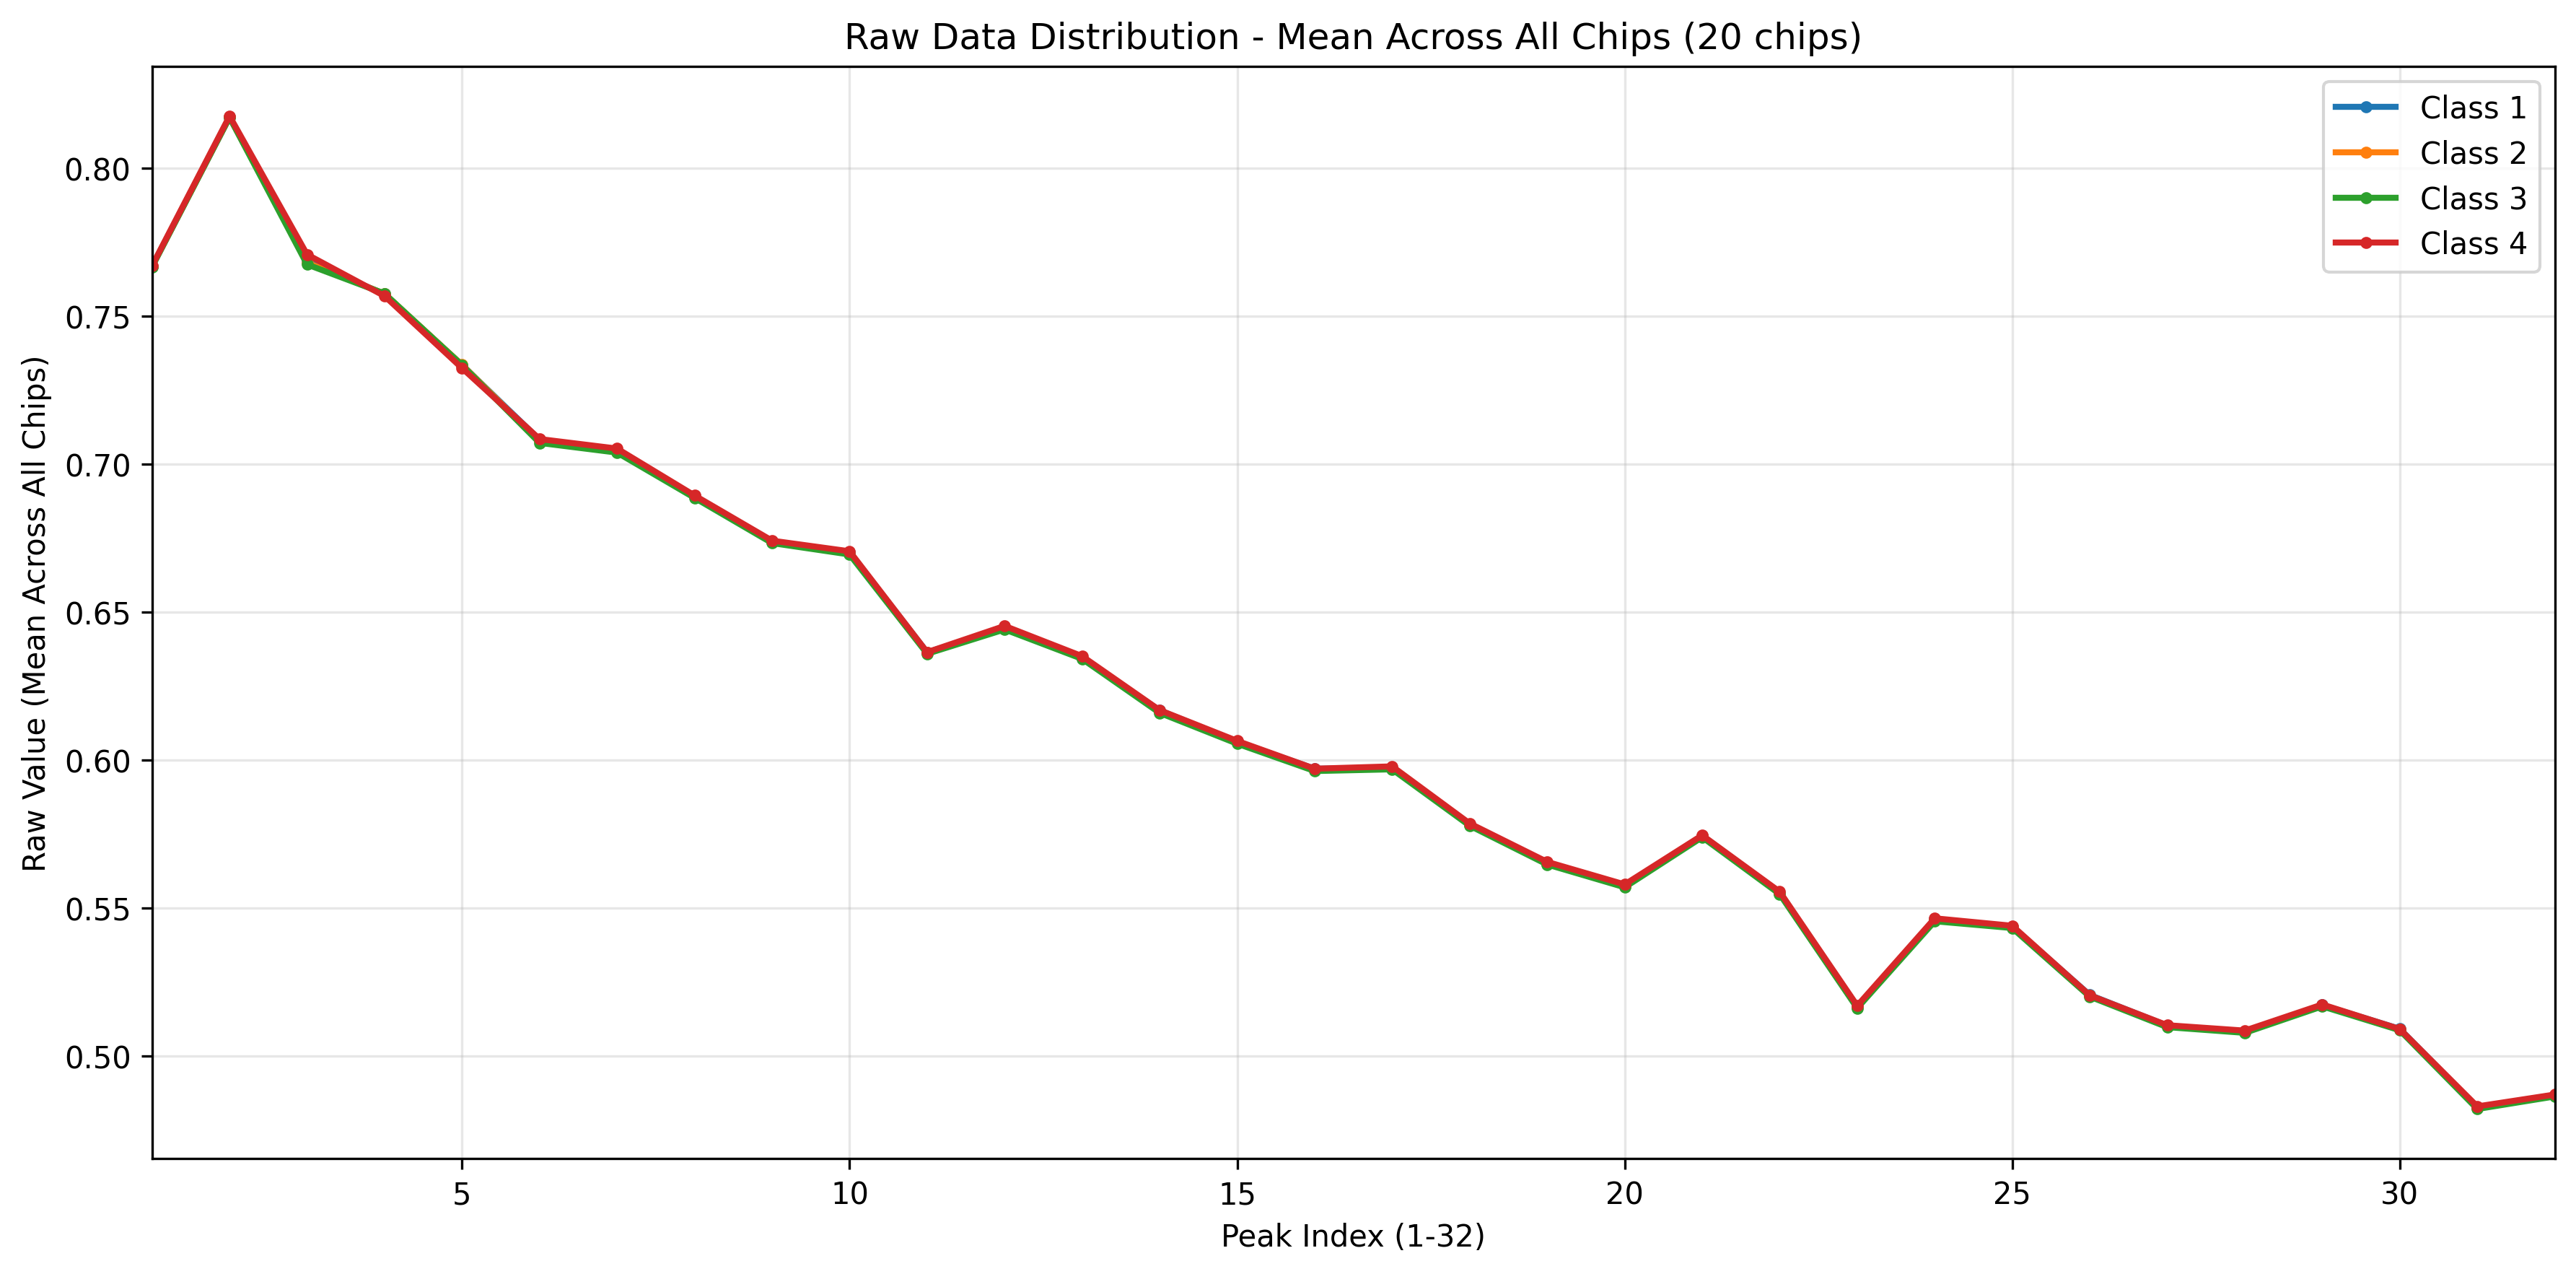 Raw Data Distribution - Mean Across All Chips (20 chips)
Class 1
Class 2
Class 3
Class 4
Raw Value (Mean Across All Chips)
0.80
0.75
0.70
0.65
0.60
0.55
0.50
5 10 15 20 25 30
Peak Index (1-32)